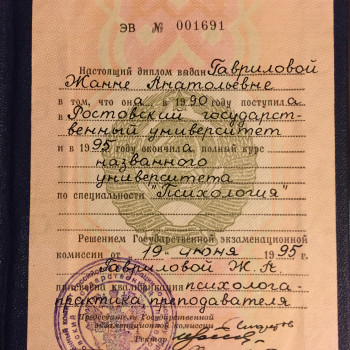 ЭВ № 001691
Настоящий диплом выдан Гавриловой
Жанне Анатольевне
в том, что она в 1990 году поступила
в Ростовский государст-
венный университет
и в 1995 году окончила полный курс
названного
университета
по специальности "Психология"
Решением Государственной экзаменационной
комиссии от 19 июня 1995 г.
Гавриловой Ж. А
присвоена квалификация психолога-
практика, преподавателя
Председатель Государственной
экзаменационной комиссии
Ректор